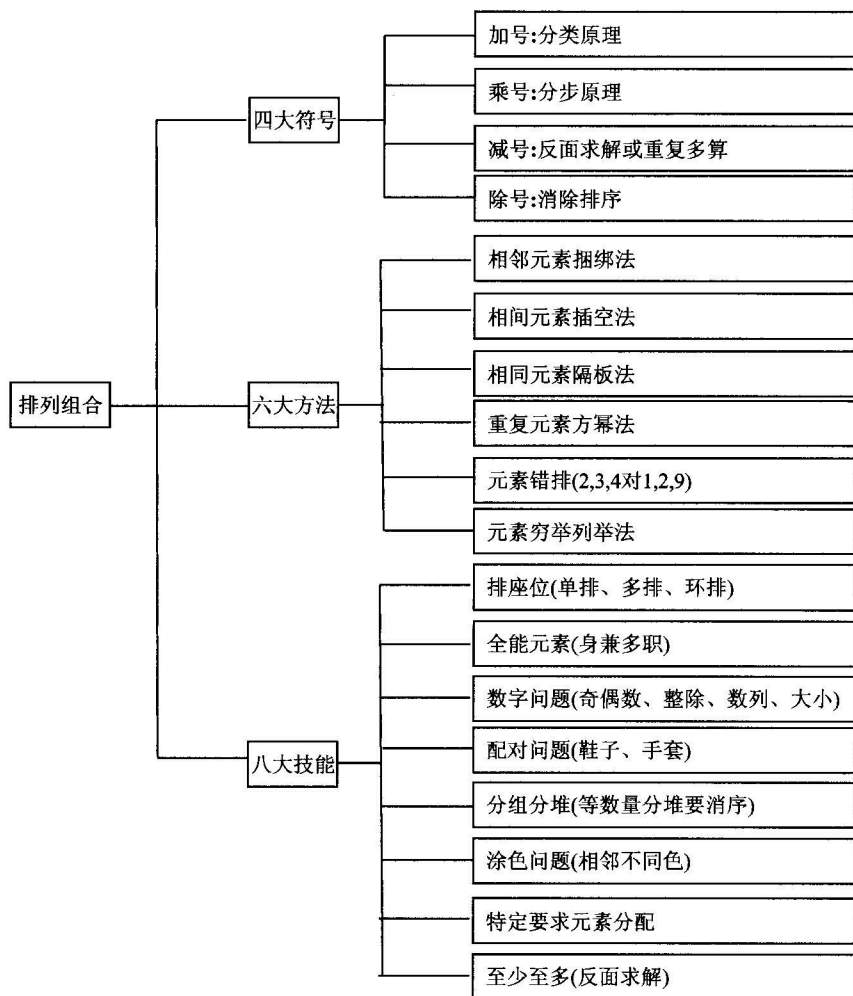 排列组合
四大符号
加号:分类原理
乘号:分步原理
减号:反面求解或重复多算
除号:消除排序
六大方法
相邻元素捆绑法
相间元素插空法
相同元素隔板法
重复元素方幂法
元素错排(2,3,4对1,2,9)
元素穷举列举法
八大技能
排座位(单排、多排、环排)
全能元素(身兼多职)
数字问题(奇偶数、整除、数列、大小)
配对问题(鞋子、手套)
分组分堆(等数量分堆要消序)
涂色问题(相邻不同色)
特定要求元素分配
至少至多(反面求解)